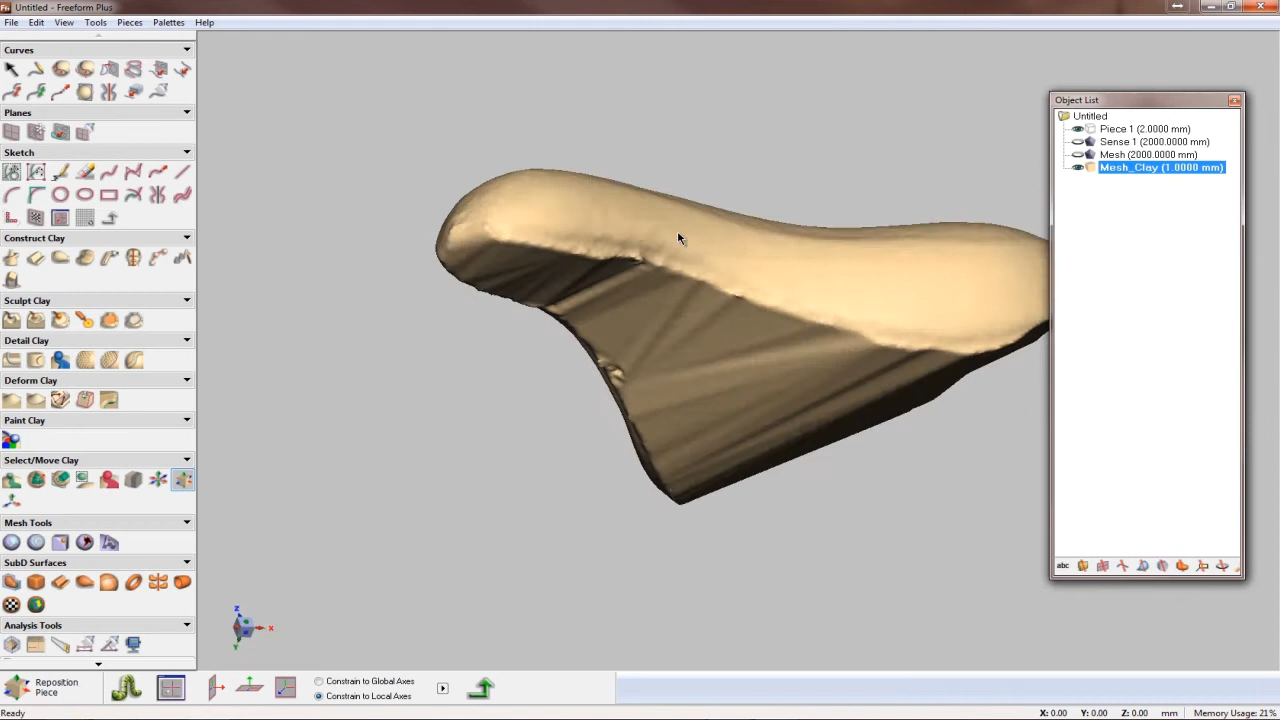 Untitled - Freeform Plus
File Edit View Tools Pieces Palettes Help
Curves
Planes
Sketch
Construct Clay
Sculpt Clay
Detail Clay
Deform Clay
Paint Clay
Select/Move Clay
Mesh Tools
SubD Surfaces
Analysis Tools
Object List
Untitled
Piece 1 (2.0000 mm)
Sense 1 (2000.0000 mm)
Mesh (2000.0000 mm)
Mesh_Clay (1.0000 mm)
abc
z
x
Y
Reposition
Piece
Constrain to Global Axes
Constrain to Local Axes
Ready
X: 0.00 Y: 0.00 Z: 0.00 mm Memory Usage: 21%